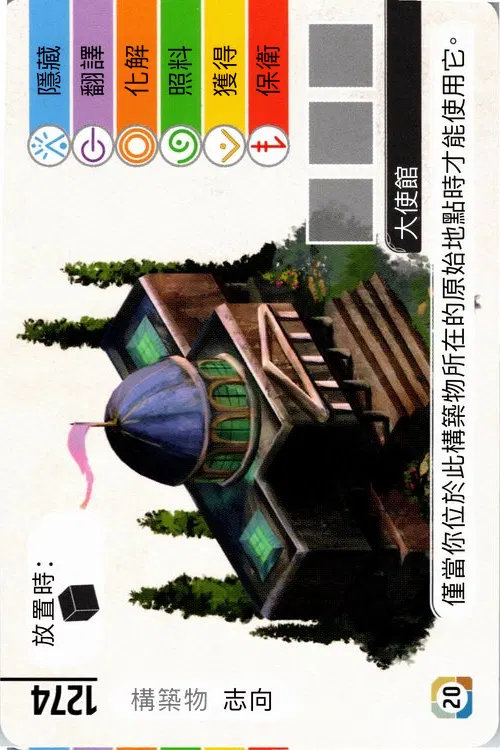 1274
構築物 志向
放置時：
隱藏
翻譯
化解
照料
獲得
保衛
大使館
僅當你位於此構築物所在的原始地點時才能使用它。
20